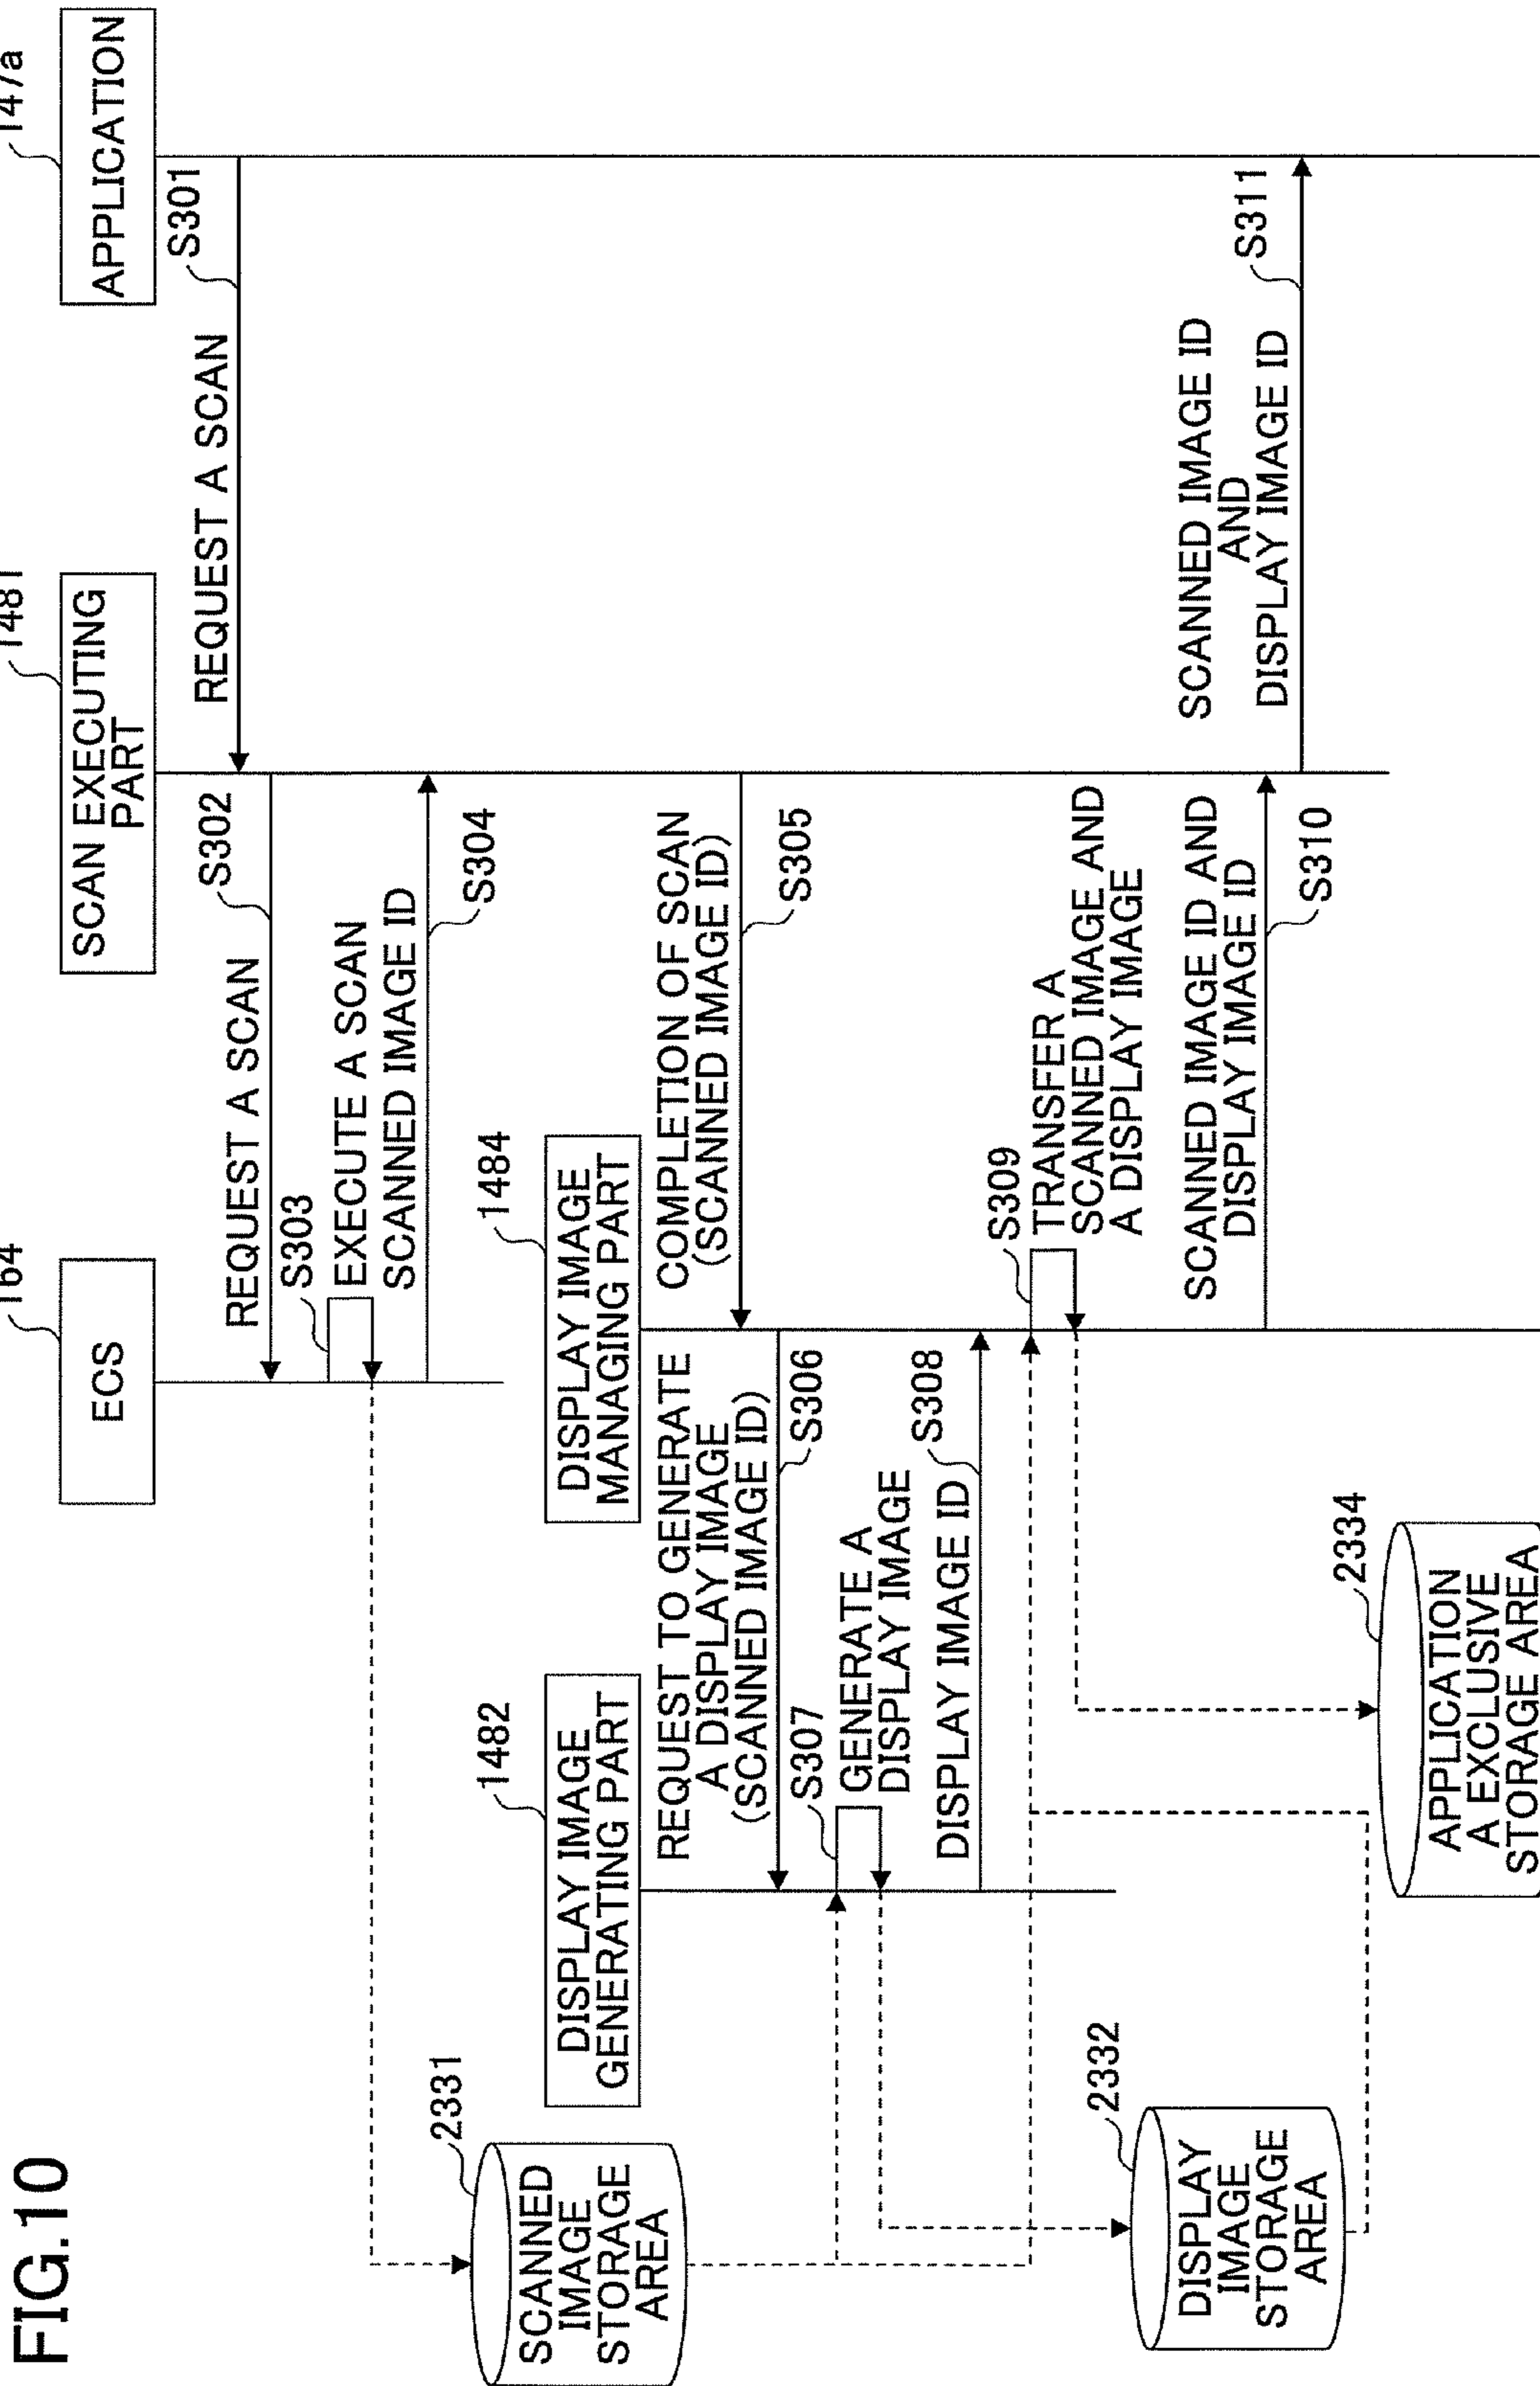 FIG.10
164
ECS
1481
SCAN EXECUTING
PART
147a
APPLICATION
REQUEST A SCAN
S301
REQUEST A SCAN
S302
S303
EXECUTE A SCAN
SCANNED IMAGE ID
S304
2331
SCANNED
IMAGE
STORAGE
AREA
1482
DISPLAY IMAGE
GENERATING PART
1484
DISPLAY IMAGE
MANAGING PART
COMPLETION OF SCAN
(SCANNED IMAGE ID)
S305
REQUEST TO GENERATE
A DISPLAY IMAGE
(SCANNED IMAGE ID)
S306
S307
GENERATE A
DISPLAY IMAGE
DISPLAY IMAGE ID
S308
S309
TRANSFER A
SCANNED IMAGE AND
A DISPLAY IMAGE
2332
DISPLAY
IMAGE
STORAGE
AREA
SCANNED IMAGE ID AND
DISPLAY IMAGE ID
S310
SCANNED IMAGE ID
AND
DISPLAY IMAGE ID
S311
2334
APPLICATION
A EXCLUSIVE
STORAGE AREA